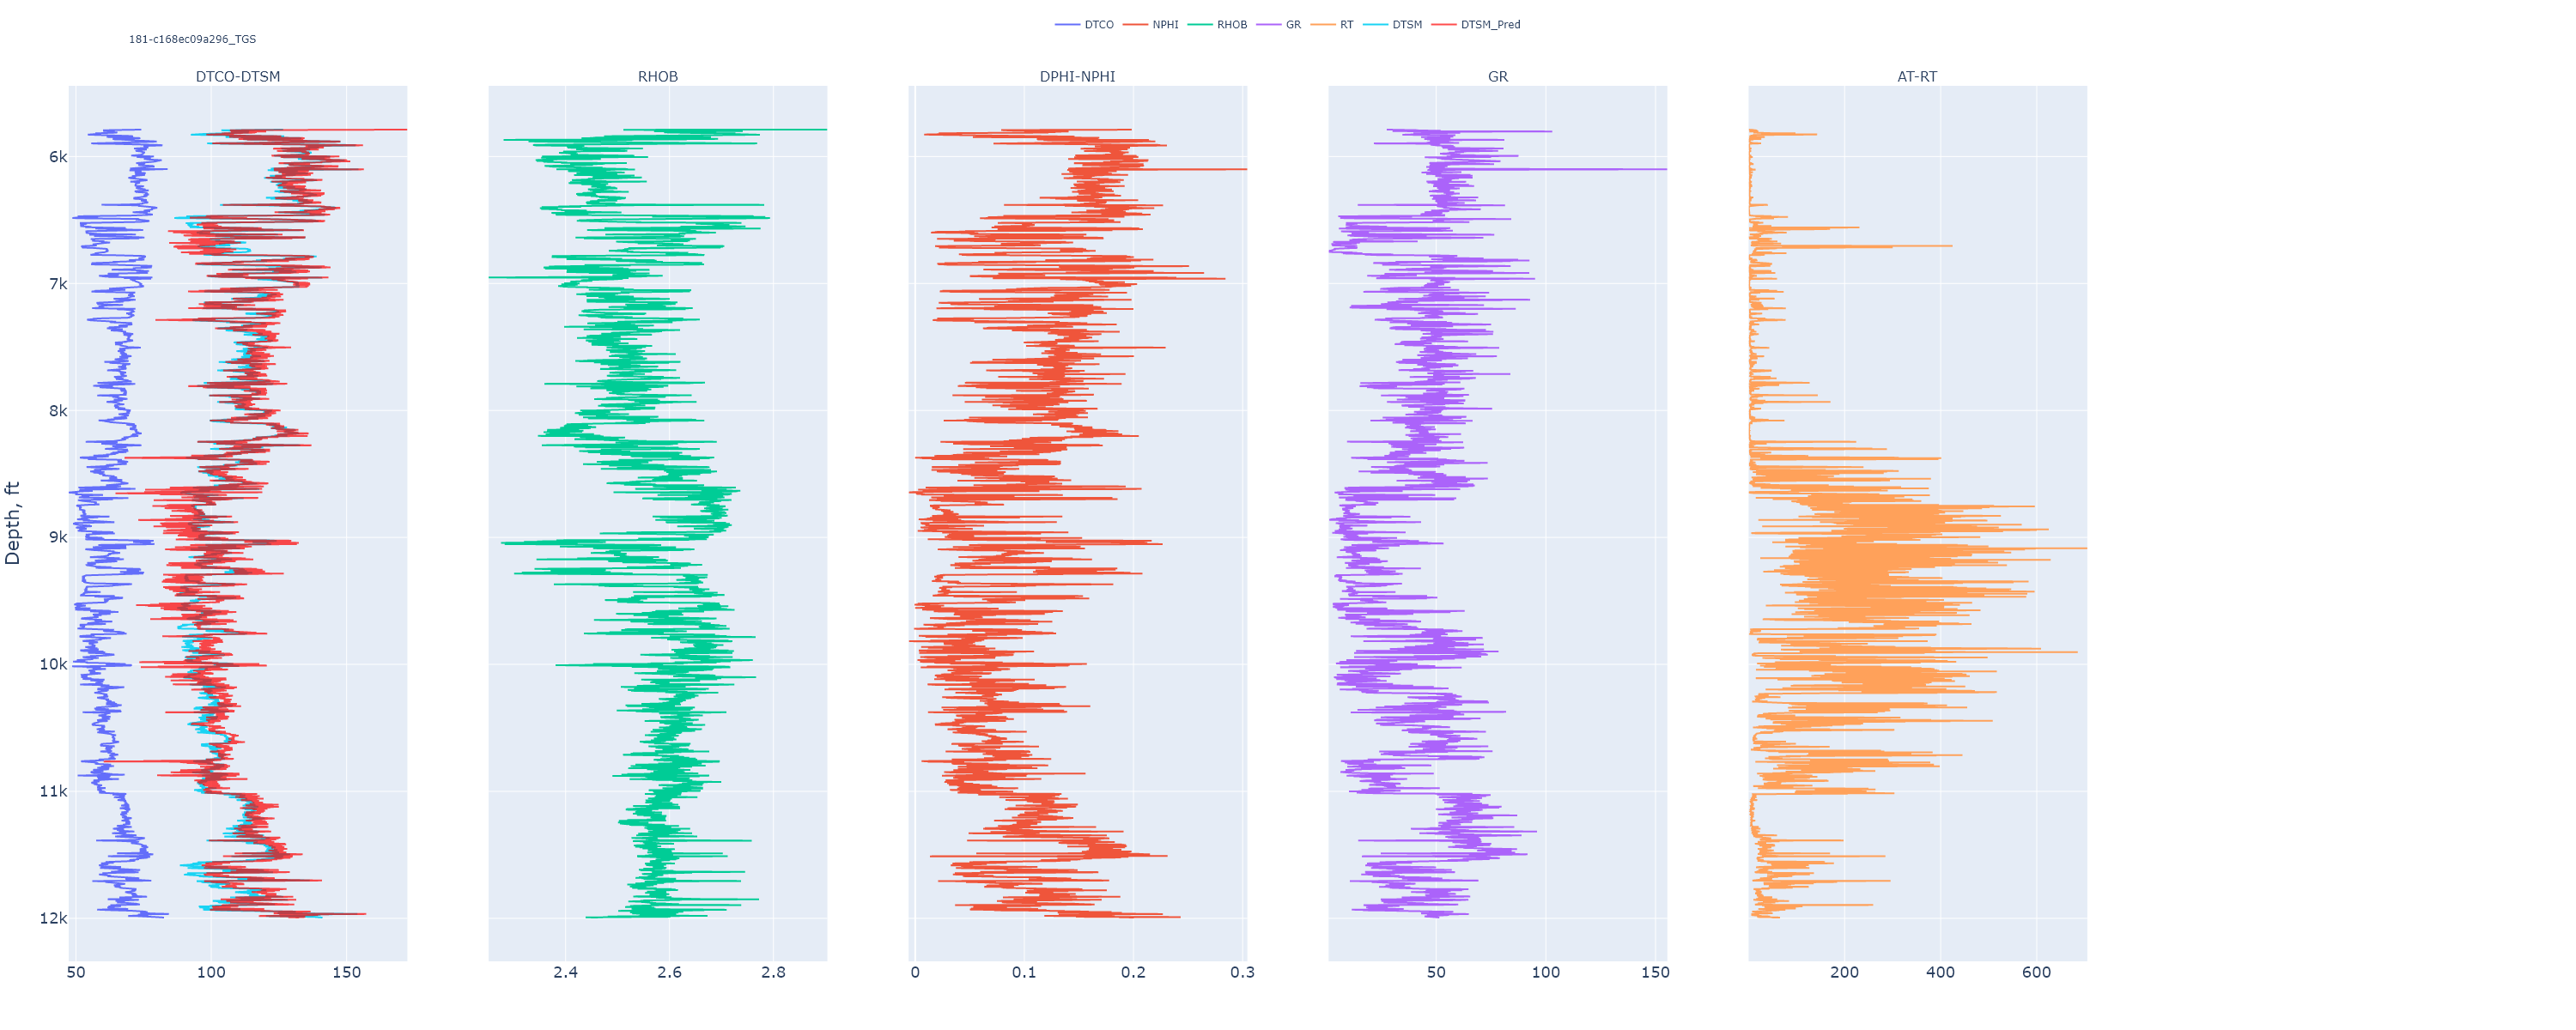 DTCO NPHI RHOB GR RT DTSM DTSM_Pred
181-c168ec09a296_TGS
DTCO-DTSM RHOB DPHI-NPHI GR AT-RT
Depth, ft
6k
7k
8k
9k
10k
11k
12k
50 100 150 2.4 2.6 2.8 0 0.1 0.2 0.3 50 100 150 200 400 600